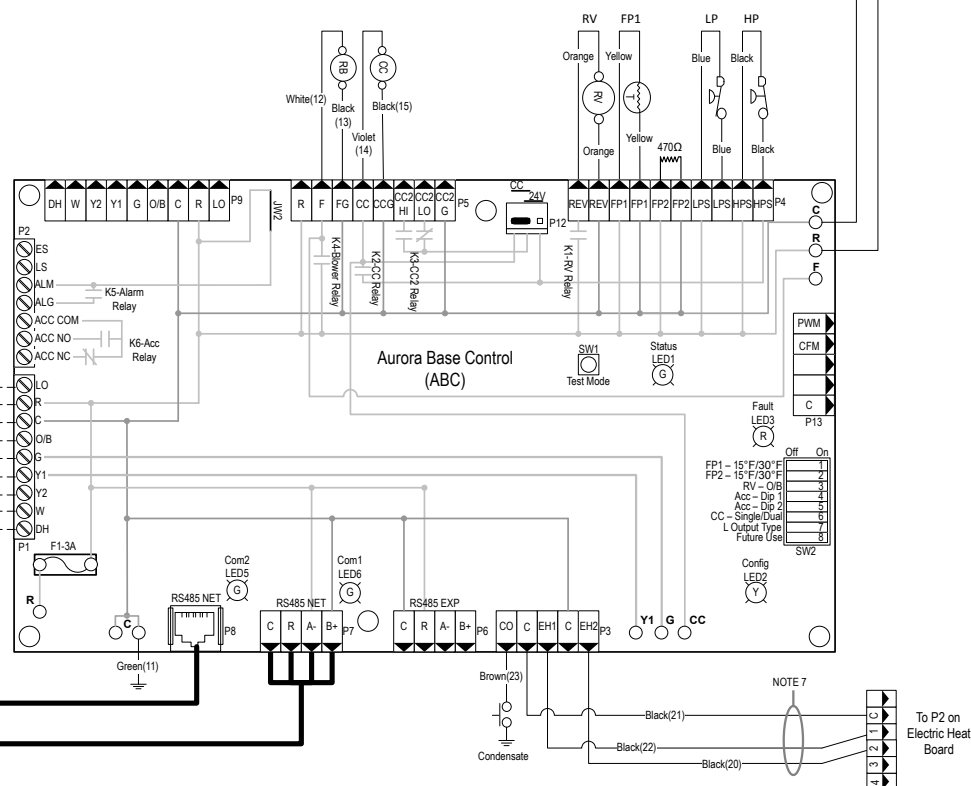 RV FP1 LP HP
Orange Yellow Blue Black
RB CC RV T
White(12) Black (13) Black(15)
Violet (14)
Orange Yellow 470Ω Blue Black
DH W Y2 Y1 G O/B C R LO P9
JW2
R F FG CC CCG CC2 HI CC2 LO CC2 G P5
CC 24V P12
REV REV FP1 FP1 FP2 FP2 LPS LPS HPS HPS P4
C
R
F
P2
ES
LS
ALM
ALG
K5-Alarm Relay
ACC COM
ACC NO
ACC NC
K6-Acc Relay
K4-Blower Relay
K2-CC Relay
K3-CC2 Relay
K1-RV Relay
Aurora Base Control
(ABC)
SW1
Test Mode
Status
LED1
G
PWM
CFM
C
P13
LO
R
C
O/B
G
Y1
Y2
W
DH
P1
F1-3A
R
Fault
LED3
R
Off On
FP1 – 15°F/30°F 1
FP2 – 15°F/30°F 2
RV – O/B 3
Acc – Dip 1 4
Acc – Dip 2 5
CC – Single/Dual 6
L Output Type 7
Future Use 8
SW2
Config
LED2
Y
Com2
LED5
G
Com1
LED6
G
C
RS485 NET
P8
RS485 NET
C R A- B+ P7
RS485 EXP
C R A- B+ P6
CO C EH1 C EH2 P3
Y1 G CC
Green(11)
Brown(23)
Condensate
NOTE 7
Black(21)
Black(22)
Black(20)
C
1
2
3
4
To P2 on
Electric Heat
Board